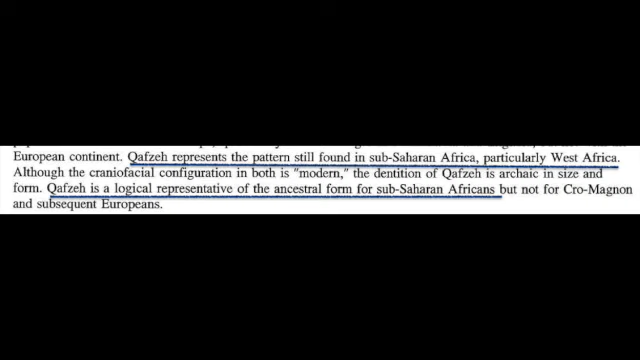 European continent. Qafzeh represents the pattern still found in sub-Saharan Africa, particularly West Africa.
Although the craniofacial configuration in both is "modern," the dentition of Qafzeh is archaic in size and
form. Qafzeh is a logical representative of the ancestral form for sub-Saharan Africans but not for Cro-Magnon
and subsequent Europeans.